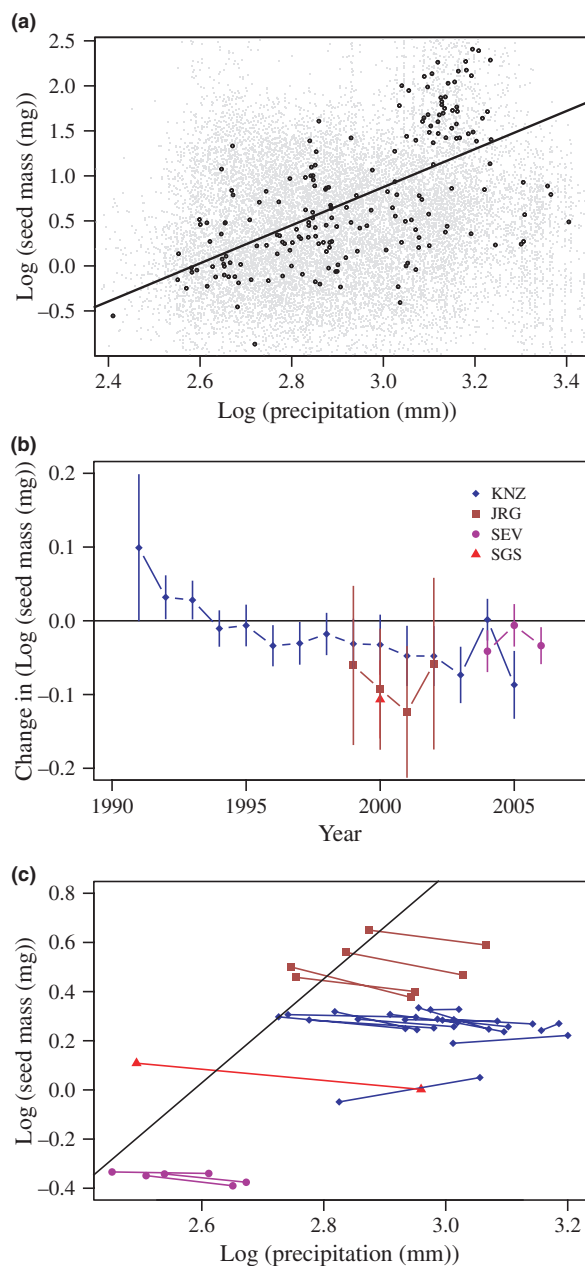 (a)
2.5
2.0
1.5
1.0
0.5
0.0
−0.5
Log (seed mass (mg))
2.4 2.6 2.8 3.0 3.2 3.4
Log (precipitation (mm))
(b)
0.2
0.1
0.0
−0.1
−0.2
Change in (Log (seed mass (mg))
KNZ
JRG
SEV
SGS
1990 1995 2000 2005
Year
(c)
0.8
0.6
0.4
0.2
0.0
−0.2
−0.4
Log (seed mass (mg))
2.6 2.8 3.0 3.2
Log (precipitation (mm))